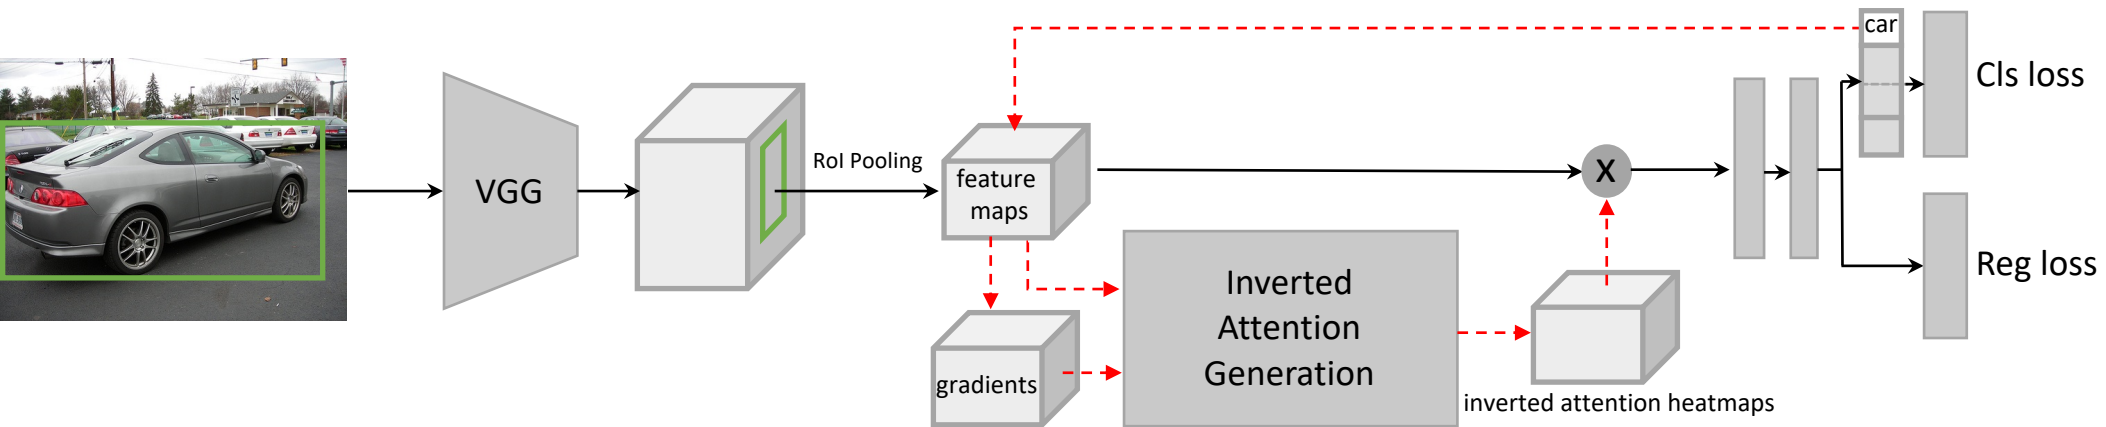 car
Cls loss
VGG
RoI Pooling
feature
maps
X
Reg loss
Inverted
Attention
Generation
gradients
inverted attention heatmaps